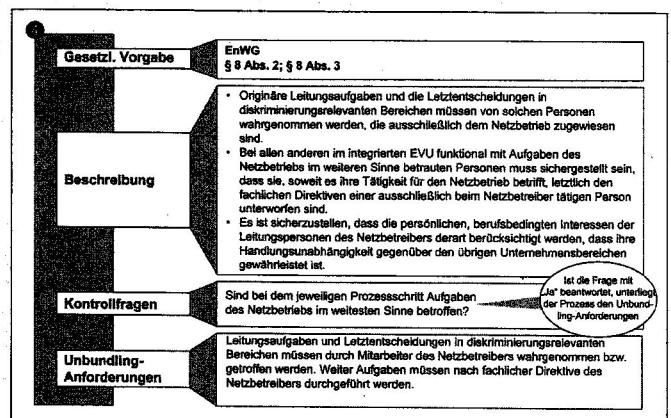 Gesetzl. Vorgabe
EnWG
§ 8 Abs. 2; § 8 Abs. 3
Beschreibung
• Originäre Leitungsaufgaben und die Letztentscheidungen in
diskriminierungsrelevanten Bereichen müssen von solchen Personen
wahrgenommen werden, die ausschließlich dem Netzbetrieb zugewiesen
sind.
• Bei allen anderen im integrierten EVU funktional mit Aufgaben des
Netzbetriebs im weiteren Sinne betrauten Personen muss sichergestellt sein,
dass sie, soweit es ihre Tätigkeit für den Netzbetrieb betrifft, letztlich den
fachlichen Direktiven einer ausschließlich beim Netzbetreiber tätigen Person
unterworfen sind.
• Es ist sicherzustellen, dass die persönlichen, berufsbedingten Interessen der
Leitungspersonen des Netzbetreibers derart berücksichtigt werden, dass ihre
Handlungsunabhängigkeit gegenüber den übrigen Unternehmensbereichen
gewährleistet ist.
Kontrollfragen
Sind bei dem jeweiligen Prozessschritt Aufgaben
des Netzbetriebs im weitesten Sinne betroffen?
Ist die Frage mit
„Ja" beantwortet, unterliegt
der Prozess den Unbund-
ling-Anforderungen
Unbundling-
Anforderungen
Leitungsaufgaben und Letztentscheidungen in diskriminierungsrelevanten
Bereichen müssen durch Mitarbeiter des Netzbetreibers wahrgenommen bzw.
getroffen werden. Weiter Aufgaben müssen nach fachlicher Direktive des
Netzbetreibers durchgeführt werden.